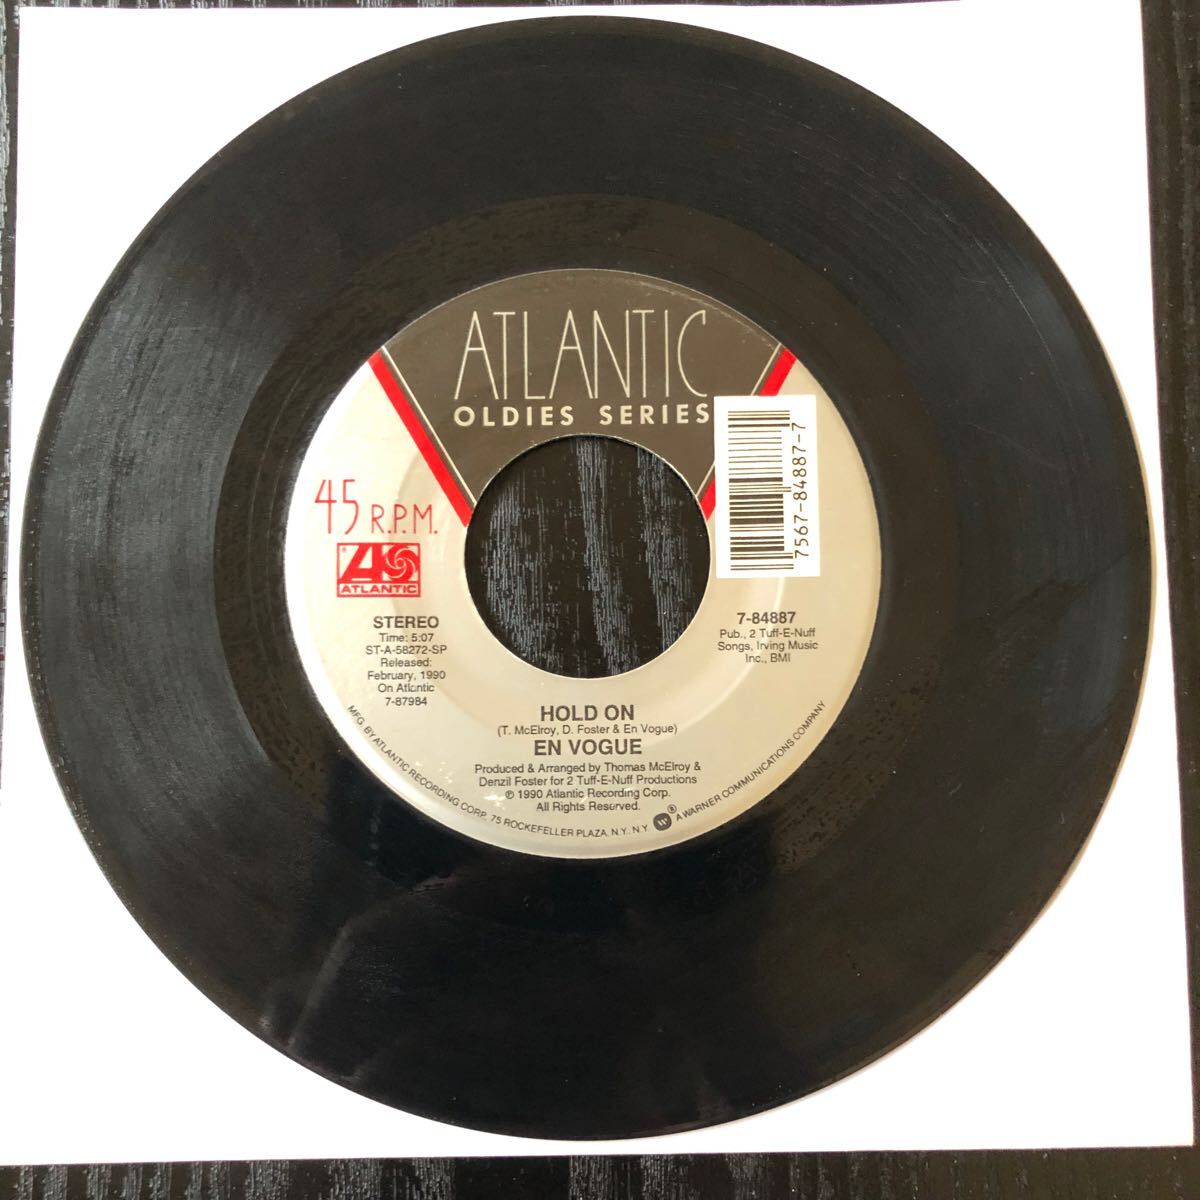 ATLANTIC
OLDIES SERIES
45 R.P.M.
ATLANTIC
7567-84887-7
STEREO
Time: 5:07
ST-A-58272-SP
Released:
February, 1990
On Atlantic
7-87984
7-84887
Pub., 2 Tuff-E-Nuff
Songs, Irving Music
Inc., BMI
HOLD ON
(T. McElroy, D. Foster & En Vogue)
EN VOGUE
Produced & Arranged by Thomas McElroy &
Denzil Foster for 2 Tuff-E-Nuff Productions
℗ 1990 Atlantic Recording Corp.
All Rights Reserved.
MFG BY ATLANTIC RECORDING CORP. 75 ROCKEFELLER PLAZA, N.Y. N.Y. ® A WARNER COMMUNICATIONS COMPANY